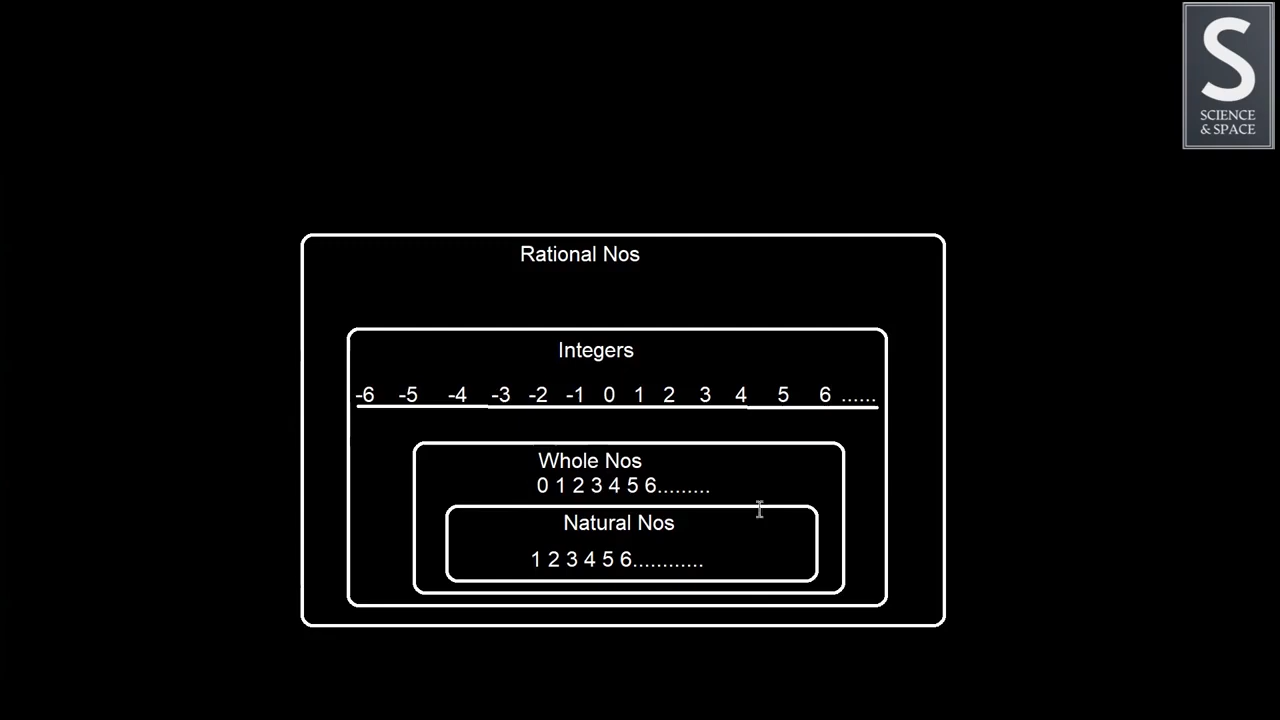 S
SCIENCE
& SPACE
Rational Nos
Integers
-6 -5 -4 -3 -2 -1 0 1 2 3 4 5 6 ......
Whole Nos
0 1 2 3 4 5 6.........
Natural Nos
1 2 3 4 5 6............